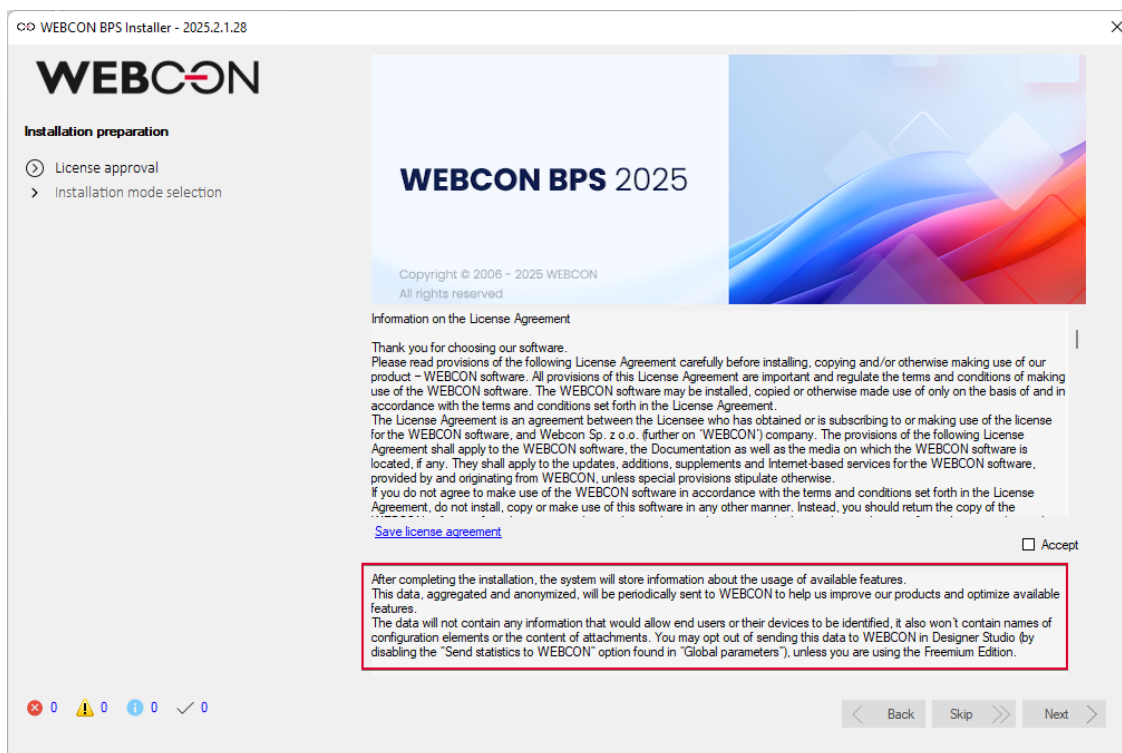 WEBCON BPS Installer - 2025.2.1.28
WEBCON
Installation preparation
License approval
Installation mode selection
WEBCON BPS 2025
Copyright © 2006 - 2025 WEBCON
All rights reserved
Information on the License Agreement
Thank you for choosing our software.
Please read provisions of the following License Agreement carefully before installing, copying and/or otherwise making use of our
product – WEBCON software. All provisions of this License Agreement are important and regulate the terms and conditions of making
use of the WEBCON software. The WEBCON software may be installed, copied or otherwise made use of only on the basis of and in
accordance with the terms and conditions set forth in the License Agreement.
The License Agreement is an agreement between the Licensee who has obtained or is subscribing to or making use of the license
for the WEBCON software, and Webcon Sp. z o.o. (further on 'WEBCON') company. The provisions of the following License
Agreement shall apply to the WEBCON software, the Documentation as well as the media on which the WEBCON software is
located, if any. They shall apply to the updates, additions, supplements and Internet-based services for the WEBCON software,
provided by and originating from WEBCON, unless special provisions stipulate otherwise.
If you do not agree to make use of the WEBCON software in accordance with the terms and conditions set forth in the License
Agreement, do not install, copy or make use of this software in any other manner. Instead, you should return the copy of the
Save license agreement
Accept
After completing the installation, the system will store information about the usage of available features.
This data, aggregated and anonymized, will be periodically sent to WEBCON to help us improve our products and optimize available
features.
The data will not contain any information that would allow end users or their devices to be identified, it also won't contain names of
configuration elements or the content of attachments. You may opt out of sending this data to WEBCON in Designer Studio (by
disabling the "Send statistics to WEBCON" option found in "Global parameters"), unless you are using the Freemium Edition.
0 0 0 0
Back Skip Next